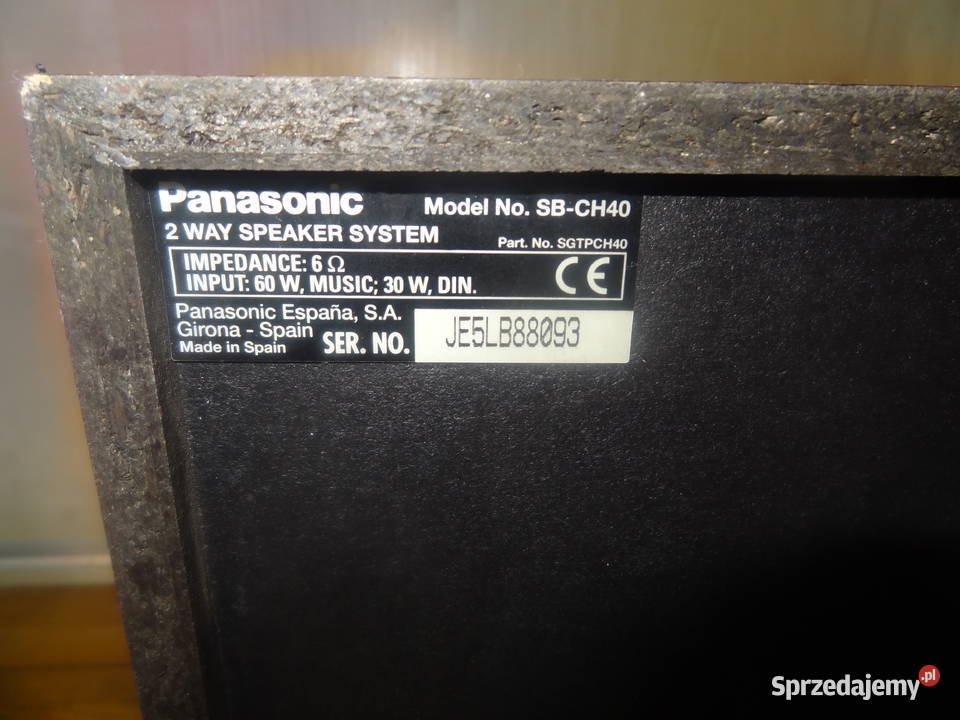 Panasonic
Model No. SB-CH40
2 WAY SPEAKER SYSTEM
Part. No. SGTPCH40
IMPEDANCE: 6 Ω
INPUT: 60 W, MUSIC; 30 W, DIN.
CE
Panasonic España, S.A.
Girona - Spain
Made in Spain
SER. NO.
JE5LB88093
Sprzedajemy.pl